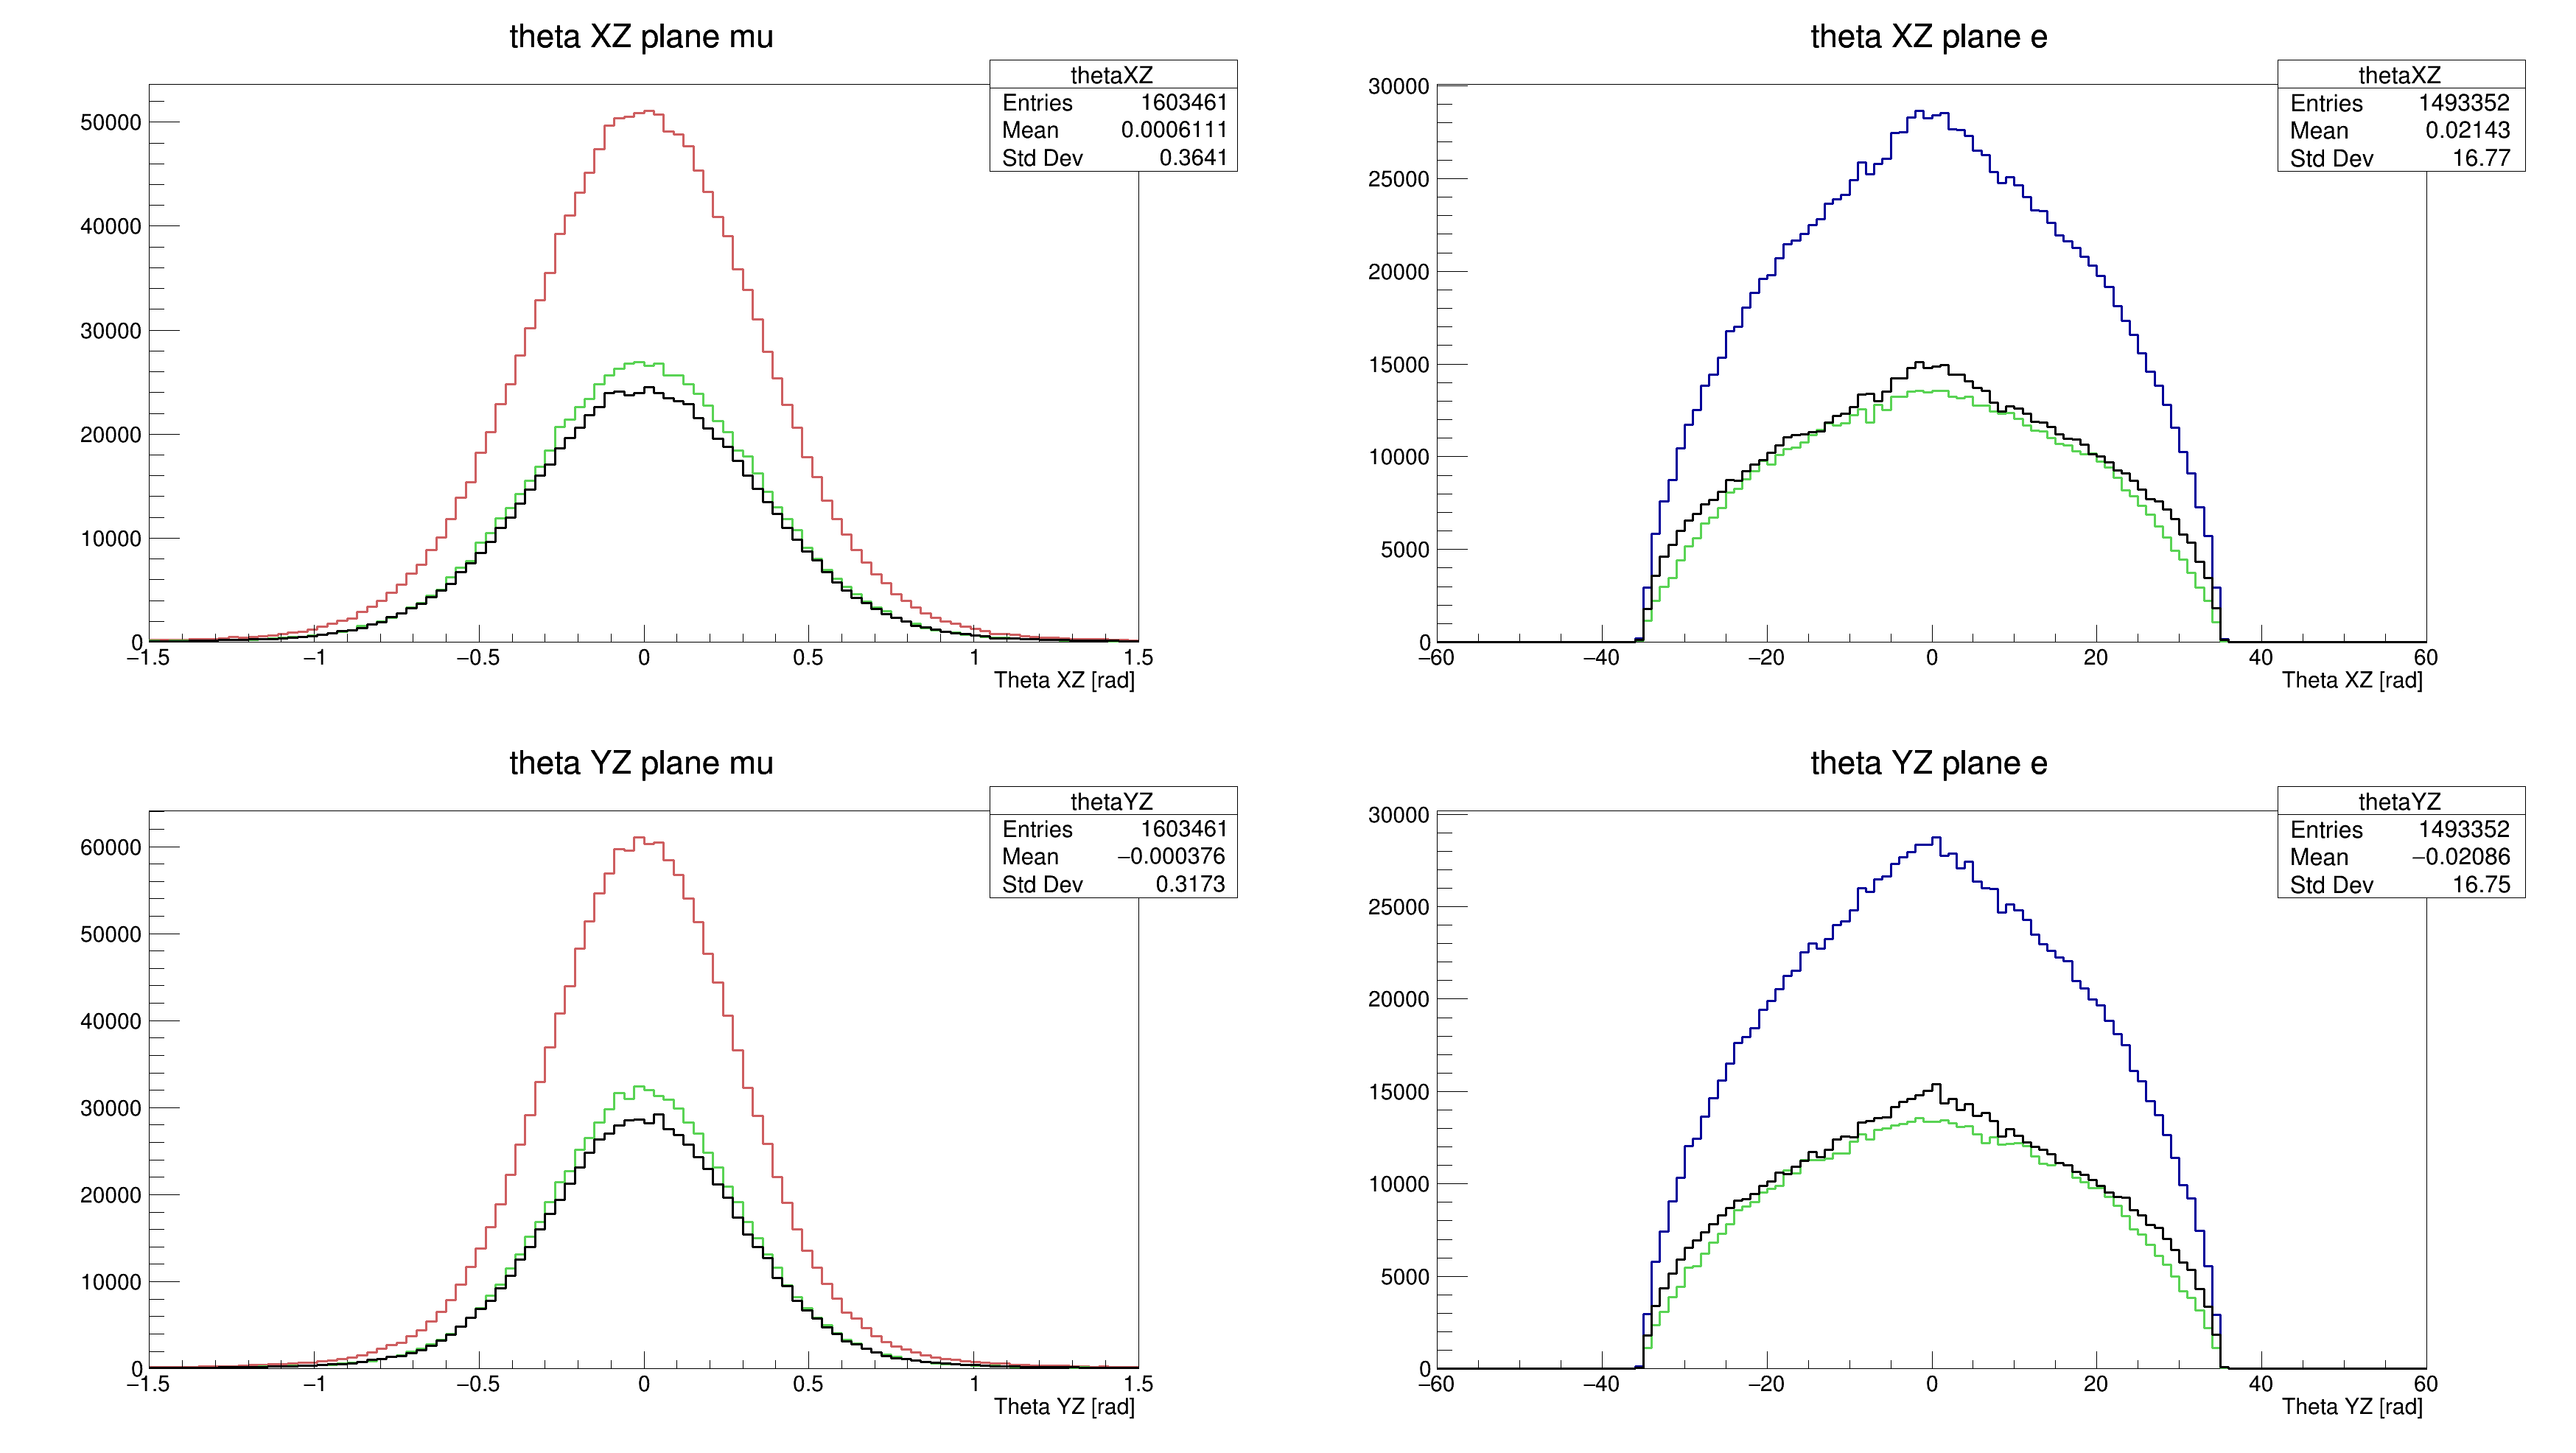 theta XZ plane mu
thetaXZ
Entries 1603461
Mean 0.0006111
Std Dev 0.3641
50000
40000
30000
20000
10000
0
−1.5 −1 −0.5 0 0.5 1 1.5
Theta XZ [rad]
theta XZ plane e
thetaXZ
Entries 1493352
Mean 0.02143
Std Dev 16.77
30000
25000
20000
15000
10000
5000
0
−60 −40 −20 0 20 40 60
Theta XZ [rad]
theta YZ plane mu
thetaYZ
Entries 1603461
Mean −0.000376
Std Dev 0.3173
60000
50000
40000
30000
20000
10000
0
−1.5 −1 −0.5 0 0.5 1 1.5
Theta YZ [rad]
theta YZ plane e
thetaYZ
Entries 1493352
Mean −0.02086
Std Dev 16.75
30000
25000
20000
15000
10000
5000
0
−60 −40 −20 0 20 40 60
Theta YZ [rad]